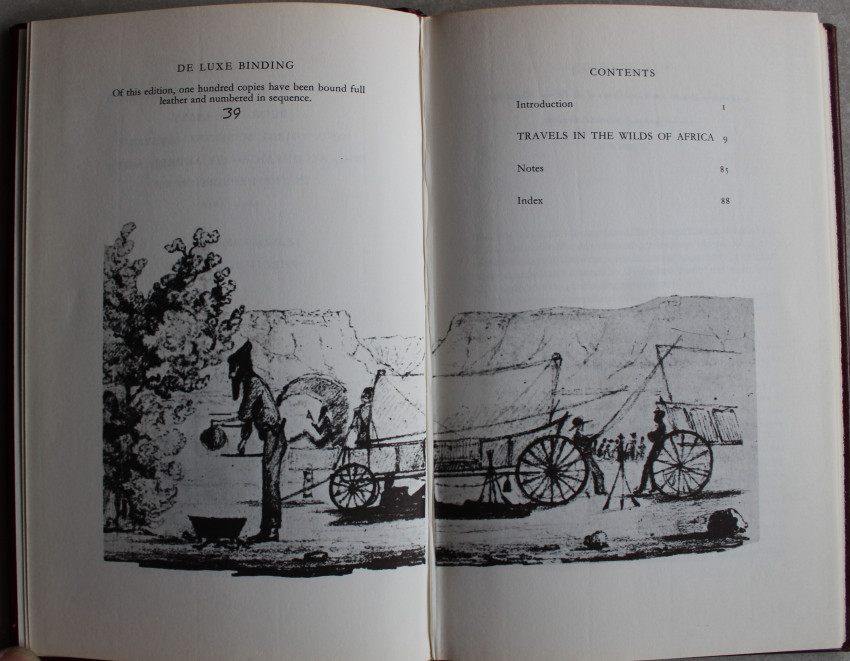 DE LUXE BINDING
Of this edition, one hundred copies have been bound full
leather and numbered in sequence.
39
CONTENTS
Introduction 1
TRAVELS IN THE WILDS OF AFRICA 9
Notes 85
Index 88